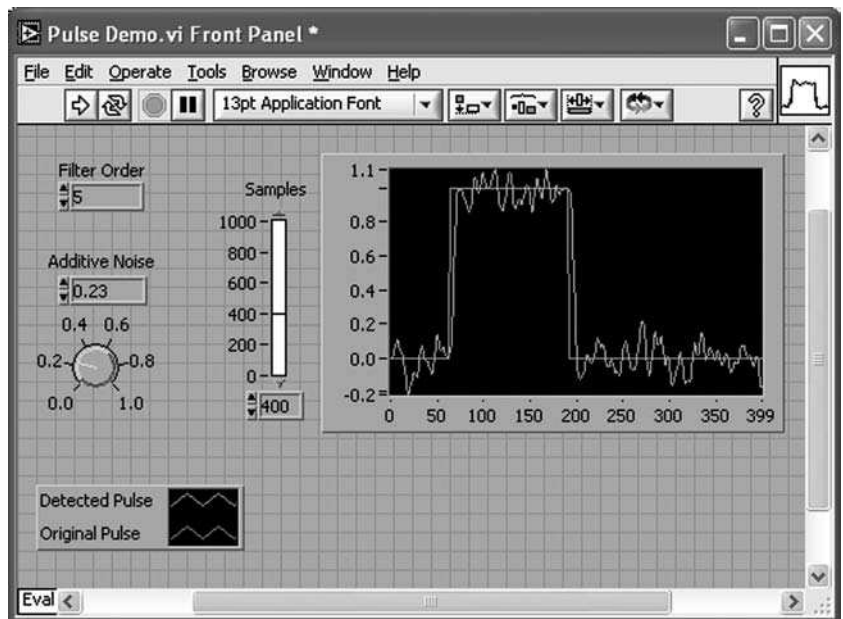 Pulse Demo.vi Front Panel *
File Edit Operate Tools Browse Window Help
13pt Application Font
?
Filter Order
5
Additive Noise
0.23
0.4 0.6
0.2 0.8
0.0 1.0
Samples
1000
800
600
400
200
0
400
1.1
0.8
0.6
0.4
0.2
0.0
-0.2
0 50 100 150 200 250 300 350 399
Detected Pulse
Original Pulse
Eval